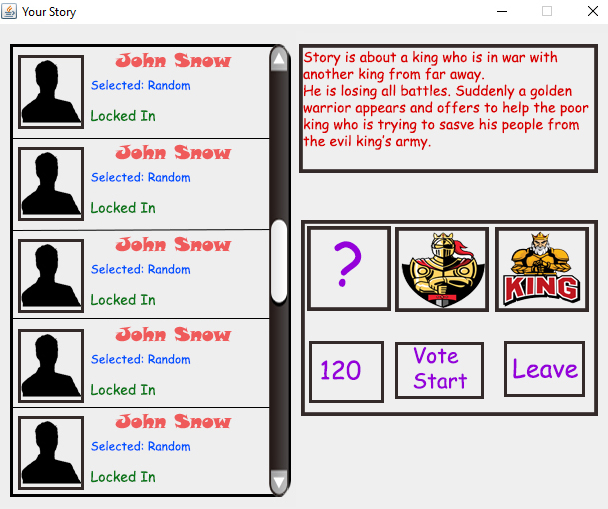 Your Story
John Snow
Selected: Random
Locked In
John Snow
Selected: Random
Locked In
John Snow
Selected: Random
Locked In
John Snow
Selected: Random
Locked In
John Snow
Selected: Random
Locked In
Story is about a king who is in war with
another king from far away.
He is losing all battles. Suddenly a golden
warrior appears and offers to help the poor
king who is trying to sasve his people from
the evil king's army.
?
KING
120
Vote
Start
Leave